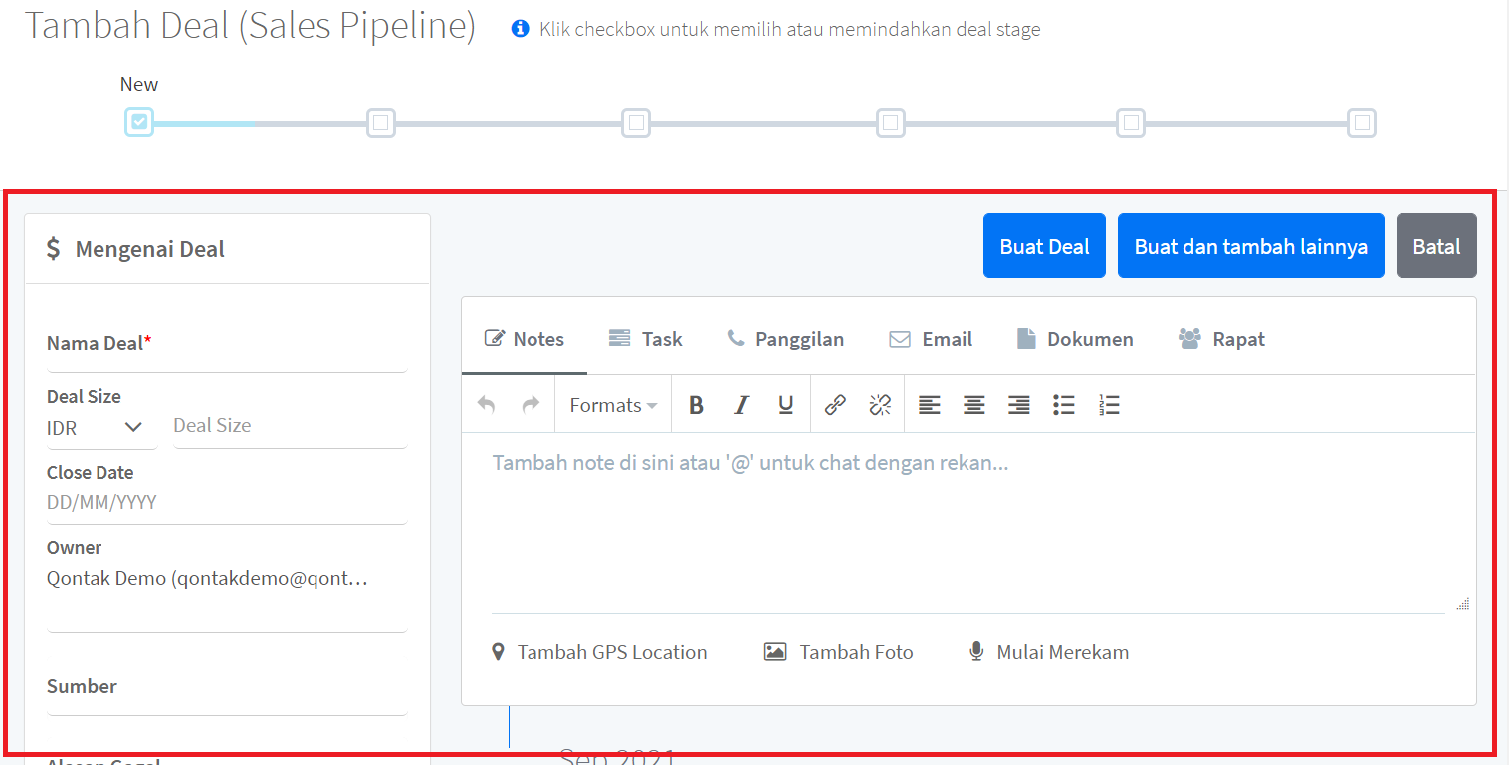 Tambah Deal (Sales Pipeline)
Klik checkbox untuk memilih atau memindahkan deal stage
New
$ Mengenai Deal
Buat Deal
Buat dan tambah lainnya
Batal
Nama Deal*
Deal Size
IDR
Deal Size
Close Date
DD/MM/YYYY
Owner
Qontak Demo (qontakdemo@qont...
Sumber
Notes
Task
Panggilan
Email
Dokumen
Rapat
Formats
B
I
U
Tambah note di sini atau '@' untuk chat dengan rekan...
Tambah GPS Location
Tambah Foto
Mulai Merekam
Sep 2021